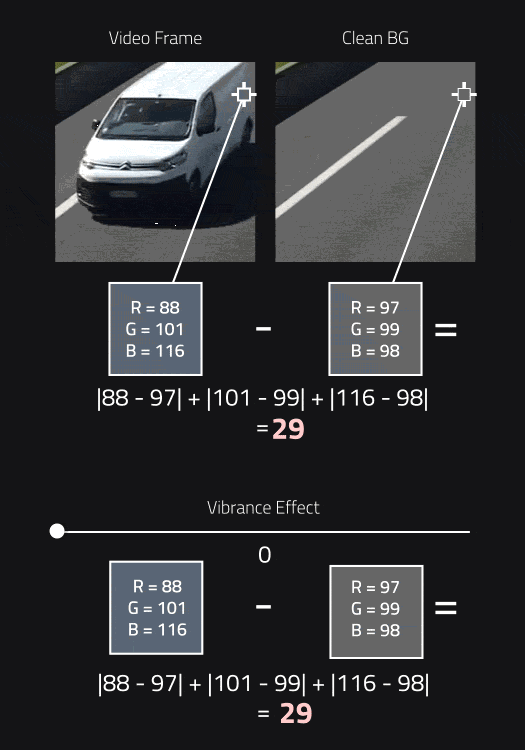 Video Frame
Clean BG
R = 88
G = 101
B = 116
-
R = 97
G = 99
B = 98
=
|88 - 97| + |101 - 99| + |116 - 98|
= 29
Vibrance Effect
0
R = 88
G = 101
B = 116
-
R = 97
G = 99
B = 98
=
|88 - 97| + |101 - 99| + |116 - 98|
= 29